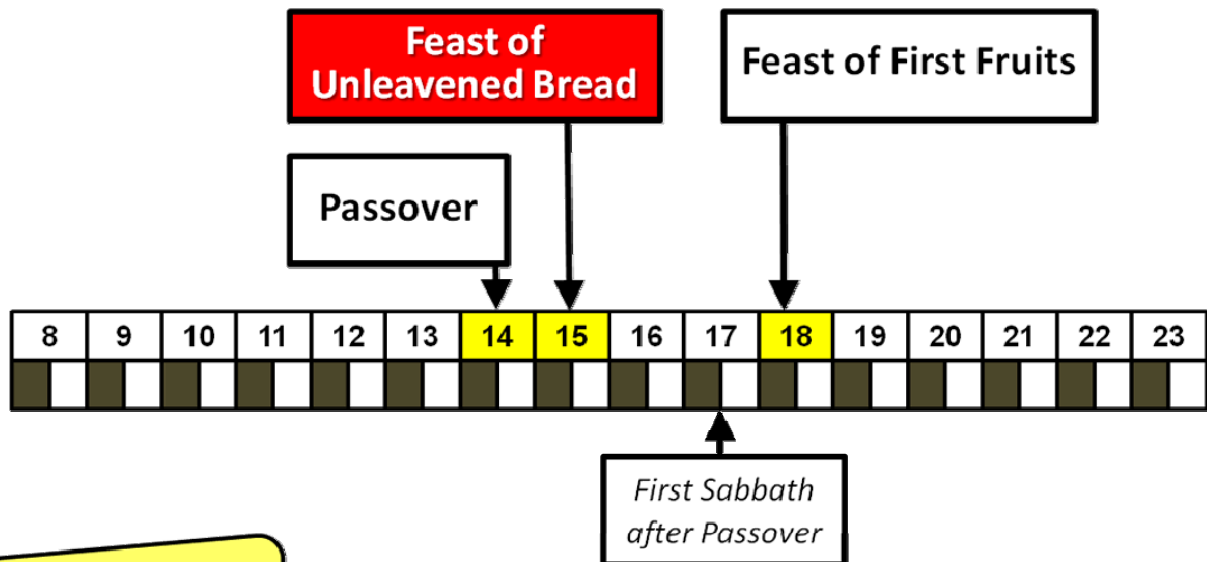 Feast of
Unleavened Bread
Feast of First Fruits
Passover
8 9 10 11 12 13 14 15 16 17 18 19 20 21 22 23
First Sabbath
after Passover